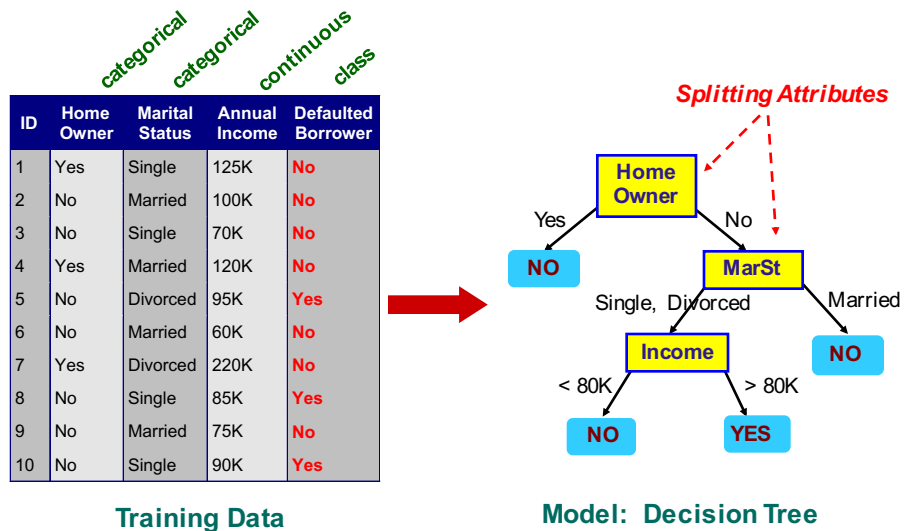 categorical categorical continuous class
ID Home Owner Marital Status Annual Income Defaulted Borrower
1 Yes Single 125K No
2 No Married 100K No
3 No Single 70K No
4 Yes Married 120K No
5 No Divorced 95K Yes
6 No Married 60K No
7 Yes Divorced 220K No
8 No Single 85K Yes
9 No Married 75K No
10 No Single 90K Yes
Training Data
Splitting Attributes
Home
Owner
Yes No
NO MarSt
Single, Divorced Married
Income NO
< 80K > 80K
NO YES
Model: Decision Tree